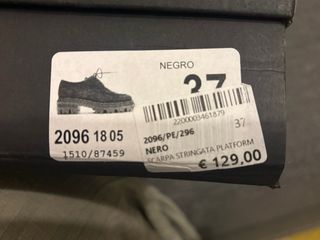 NEGRO
37
2096 18 05
1510/87459
2200003461879
2096/PE/296
37
NERO
SCARPA STRINGATA PLATFORM
€ 129,00